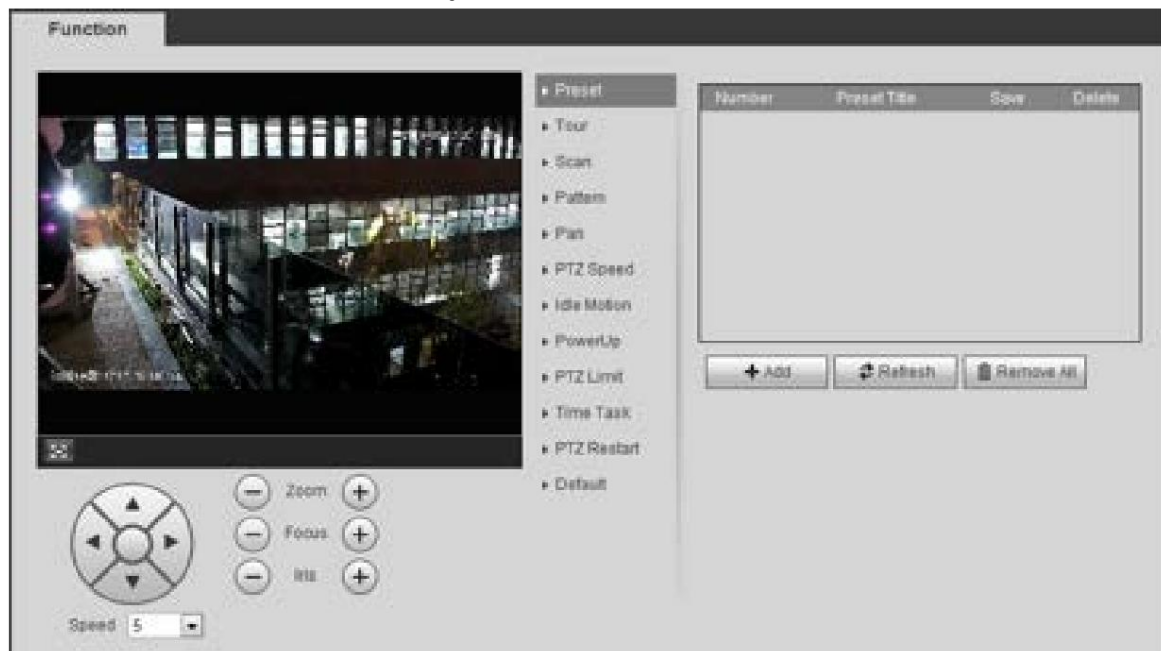 Function
Preset
Tour
Scan
Pattern
Pan
PTZ Speed
Idle Motion
PowerUp
PTZ Limit
Time Task
PTZ Restart
Default
Number Preset Title Save Delete
Add Refresh Remove All
Zoom
Focus
Iris
Speed 5